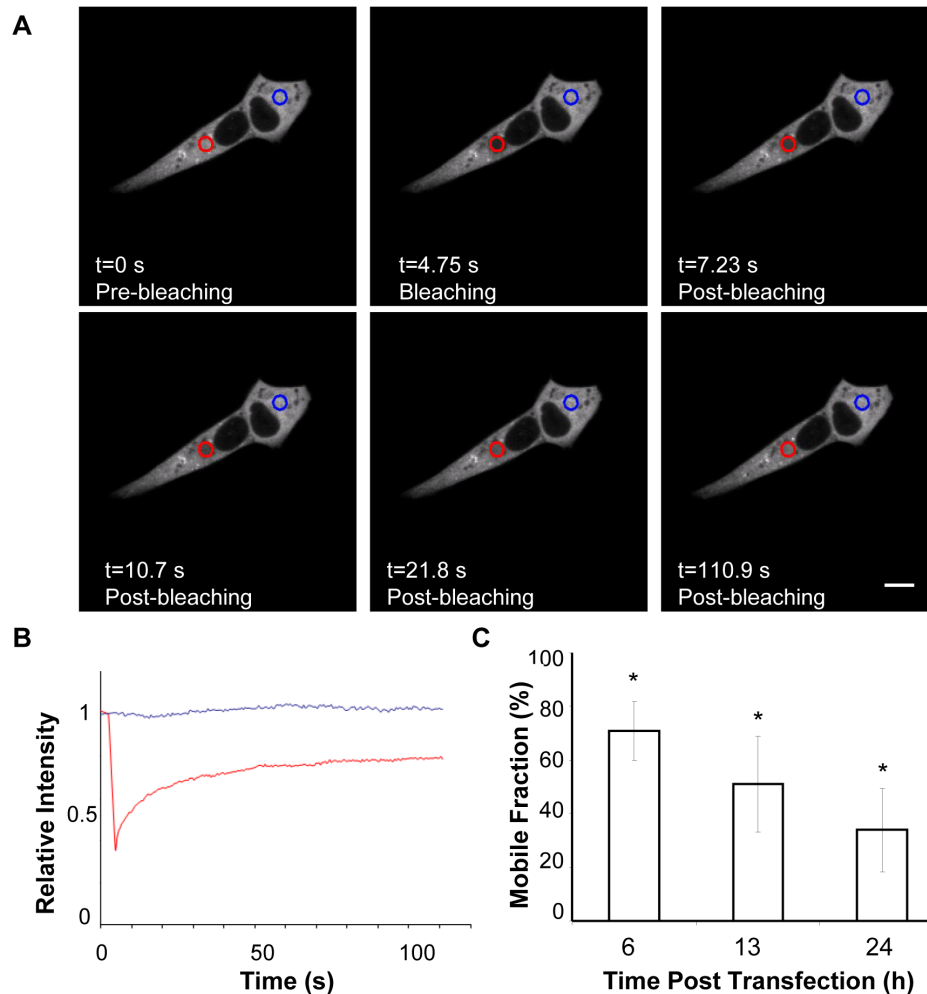 A
t=0 s
Pre-bleaching
t=4.75 s
Bleaching
t=7.23 s
Post-bleaching
t=10.7 s
Post-bleaching
t=21.8 s
Post-bleaching
t=110.9 s
Post-bleaching
B
Relative Intensity
1
0.5
0
0
50
100
Time (s)
C
Mobile Fraction (%)
100
80
60
40
20
0
*
*
*
6
13
24
Time Post Transfection (h)